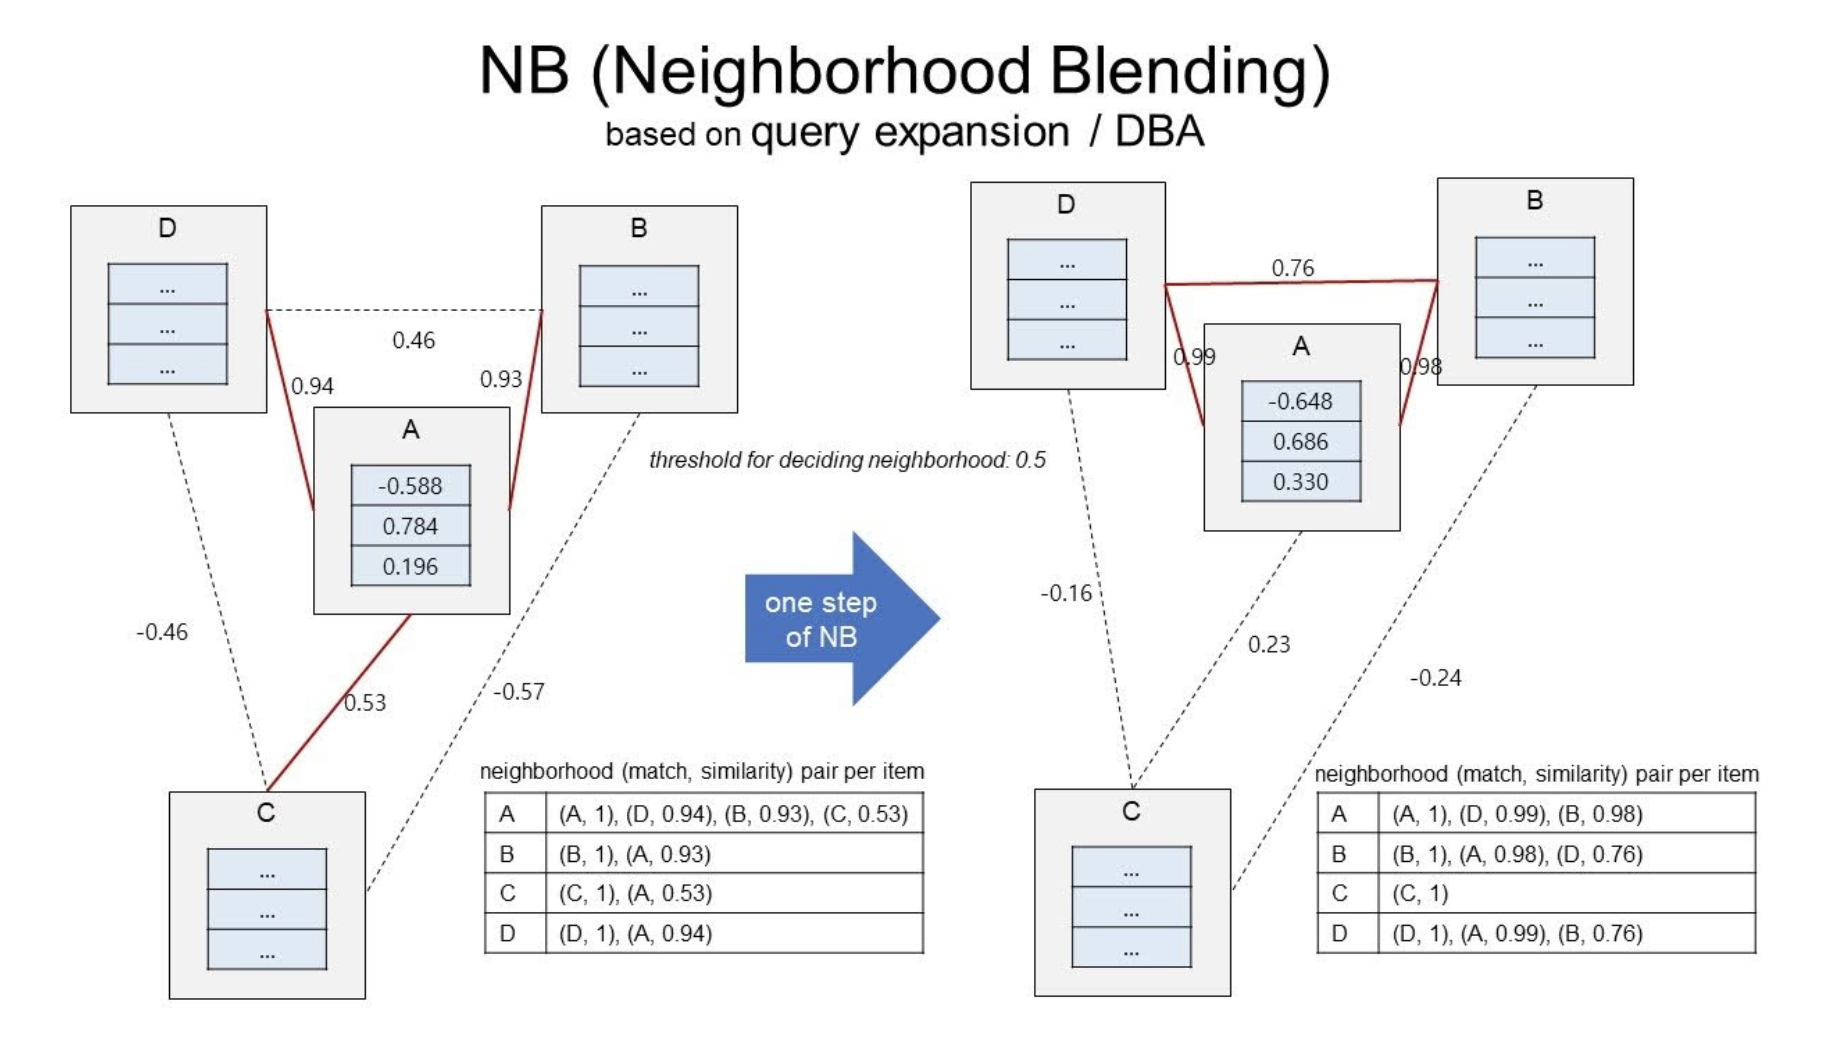 NB (Neighborhood Blending)
based on query expansion / DBA
D
...
...
...
B
...
...
...
0.46
0.94
0.93
A
-0.588
0.784
0.196
-0.46
0.53
-0.57
C
...
...
...
neighborhood (match, similarity) pair per item
A (A, 1), (D, 0.94), (B, 0.93), (C, 0.53)
B (B, 1), (A, 0.93)
C (C, 1), (A, 0.53)
D (D, 1), (A, 0.94)
threshold for deciding neighborhood: 0.5
one step
of NB
D
...
...
...
B
...
...
...
0.76
0.99
0.98
A
-0.648
0.686
0.330
-0.16
0.23
-0.24
C
...
...
...
neighborhood (match, similarity) pair per item
A (A, 1), (D, 0.99), (B, 0.98)
B (B, 1), (A, 0.98), (D, 0.76)
C (C, 1)
D (D, 1), (A, 0.99), (B, 0.76)